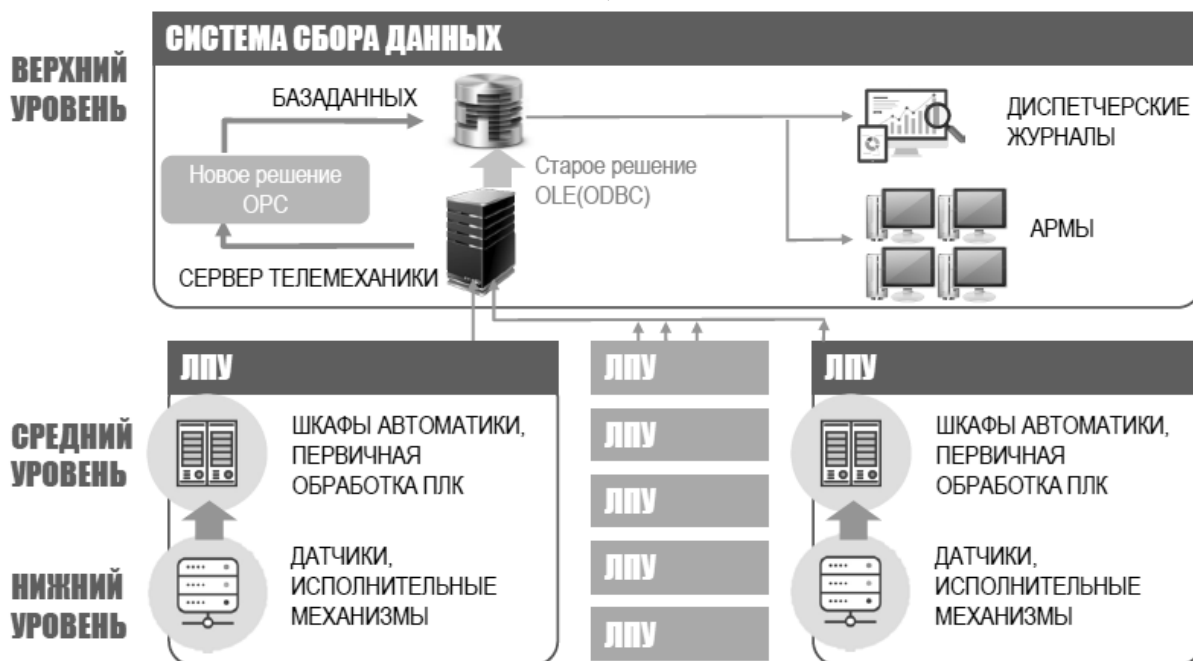 СИСТЕМА СБОРА ДАННЫХ
ВЕРХНИЙ
УРОВЕНЬ
БАЗАДАННЫХ
ДИСПЕТЧЕРСКИЕ
ЖУРНАЛЫ
Новое решение
OPC
Старое решение
OLE(ODBC)
АРМЫ
СЕРВЕР ТЕЛЕМЕХАНИКИ
ЛПУ
ЛПУ
ЛПУ
СРЕДНИЙ
УРОВЕНЬ
ШКАФЫ АВТОМАТИКИ,
ПЕРВИЧНАЯ
ОБРАБОТКА ПЛК
ЛПУ
ЛПУ
ШКАФЫ АВТОМАТИКИ,
ПЕРВИЧНАЯ
ОБРАБОТКА ПЛК
НИЖНИЙ
УРОВЕНЬ
ДАТЧИКИ,
ИСПОЛНИТЕЛЬНЫЕ
МЕХАНИЗМЫ
ЛПУ
ЛПУ
ДАТЧИКИ,
ИСПОЛНИТЕЛЬНЫЕ
МЕХАНИЗМЫ